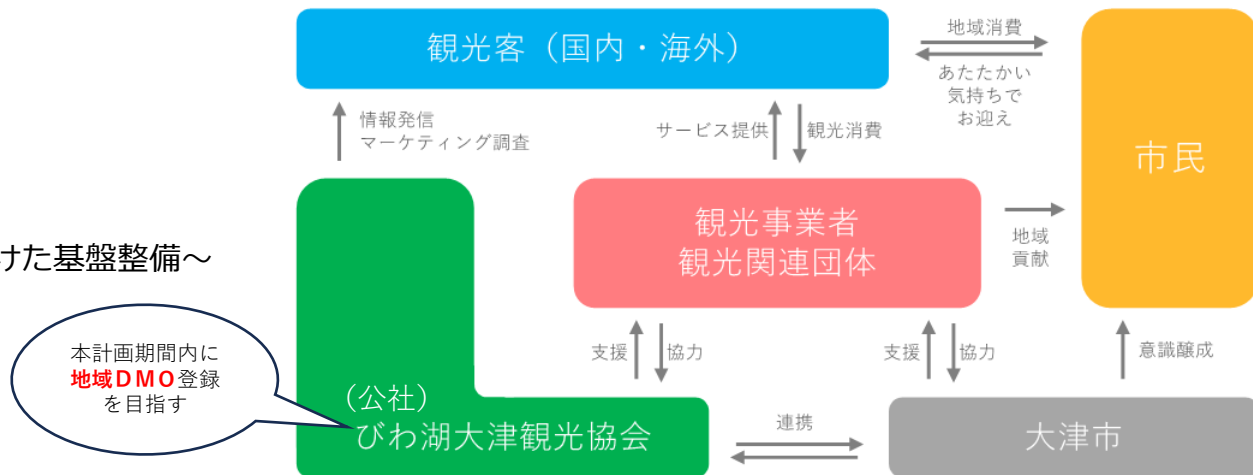 観光客（国内・海外）
地域消費
あたたかい
気持ちで
お迎え
情報発信
マーケティング調査
サービス提供
観光消費
市民
観光事業者
観光関連団体
地域
貢献
けた基盤整備～
本計画期間内に
地域DMO登録
を目指す
支援
協力
支援
協力
意識醸成
（公社）
びわ湖大津観光協会
連携
大津市